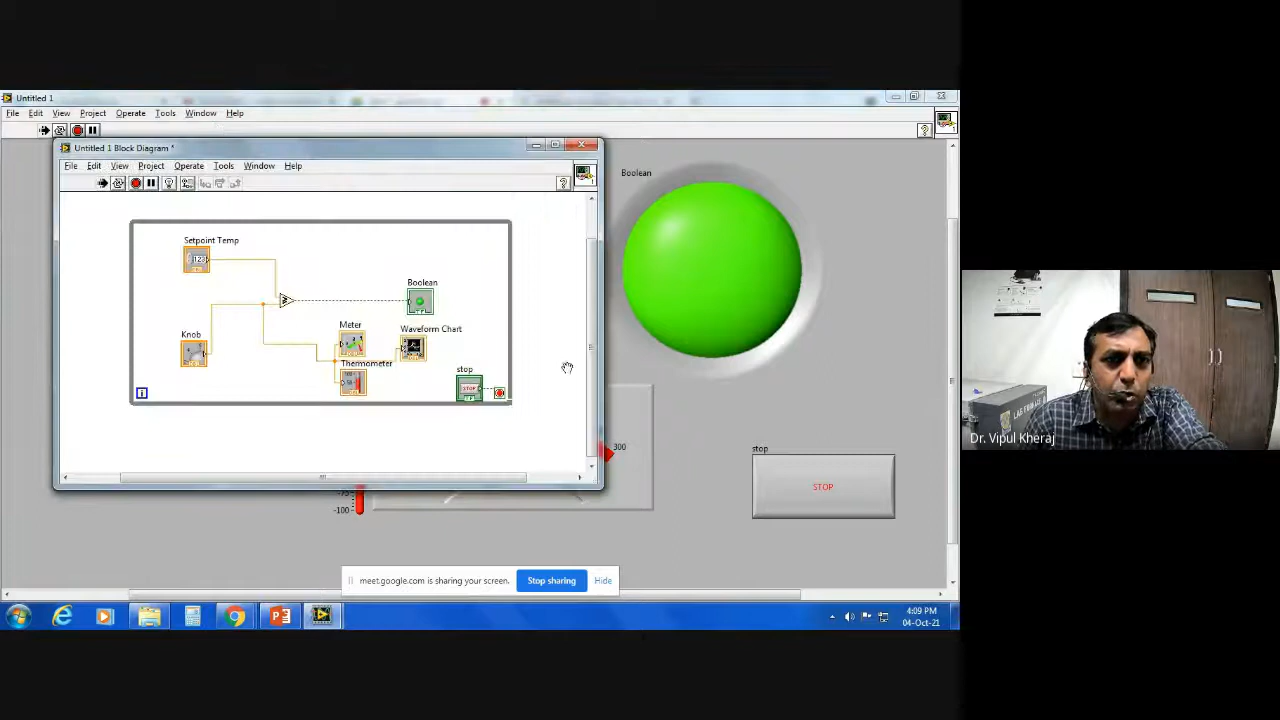 Untitled 1
File Edit View Project Operate Tools Window Help
Untitled 1 Block Diagram *
File Edit View Project Operate Tools Window Help
Boolean
Setpoint Temp
Boolean
Knob
Meter
Waveform Chart
Thermometer
stop
STOP
i
300
-75
-100
stop
STOP
Dr. Vipul Kheraj
meet.google.com is sharing your screen. Stop sharing Hide
4:09 PM
04-Oct-21